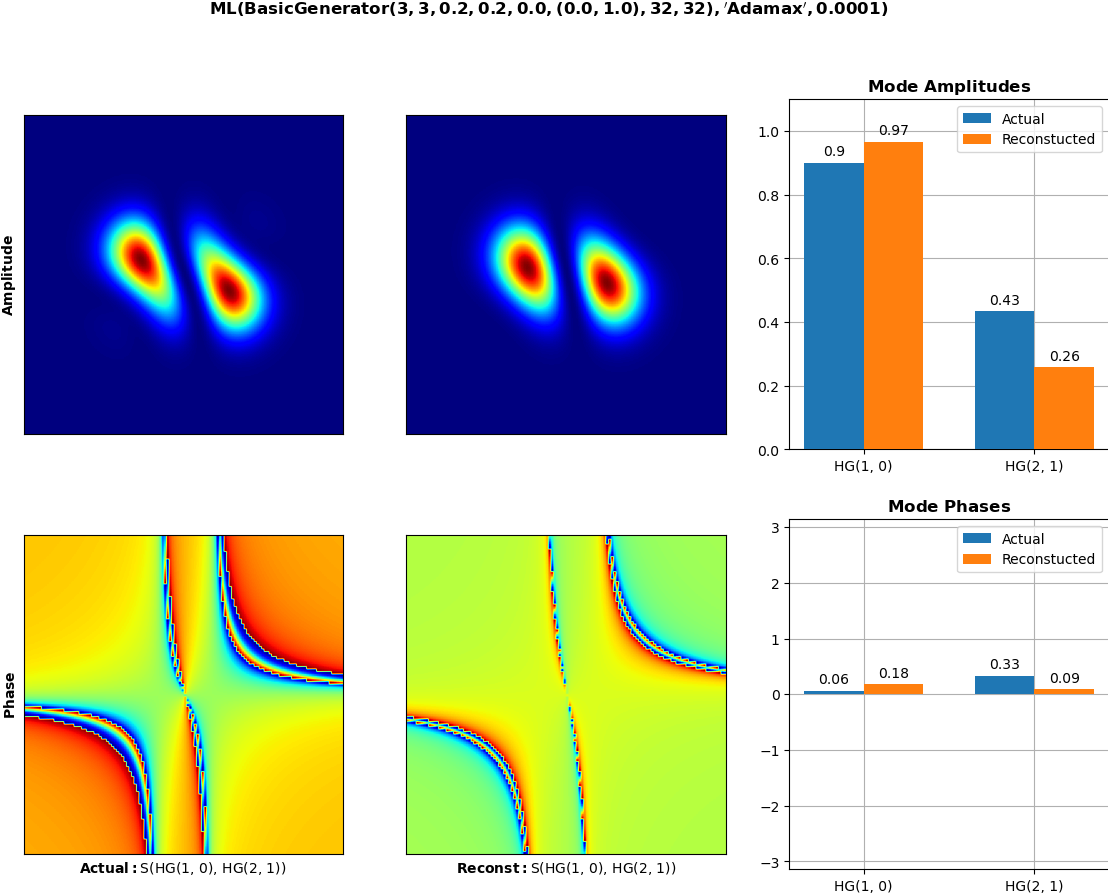 ML(BasicGenerator(3, 3, 0.2, 0.2, 0.0, (0.0, 1.0), 32, 32), ′Adamax′, 0.0001)
Amplitude
Mode Amplitudes
Actual
Reconstucted
1.0
0.8
0.6
0.4
0.2
0.0
0.9
0.97
0.43
0.26
HG(1, 0)
HG(2, 1)
Phase
Actual: S(HG(1, 0), HG(2, 1))
Reconst: S(HG(1, 0), HG(2, 1))
Mode Phases
Actual
Reconstucted
3
2
1
0
−1
−2
−3
0.06
0.18
0.33
0.09
HG(1, 0)
HG(2, 1)